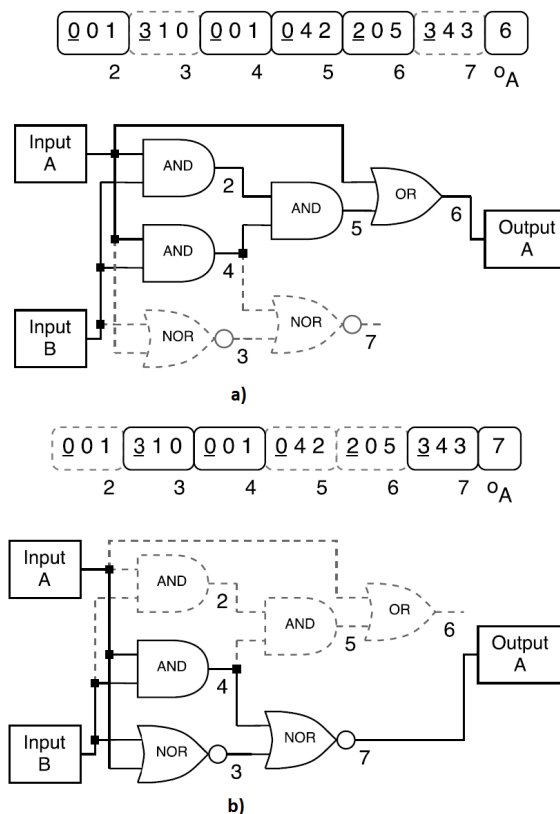 0 0 1 3 1 0 0 0 1 0 4 2 2 0 5 3 4 3 6
2 3 4 5 6 7 oA
Input
A
AND
2
AND
OR
5
6
Output
A
AND
4
Input
B
NOR
3
NOR
7
a)
0 0 1 3 1 0 0 0 1 0 4 2 2 0 5 3 4 3 7
2 3 4 5 6 7 oA
Input
A
AND
2
AND
OR
5
6
Output
A
AND
4
Input
B
NOR
3
NOR
7
b)